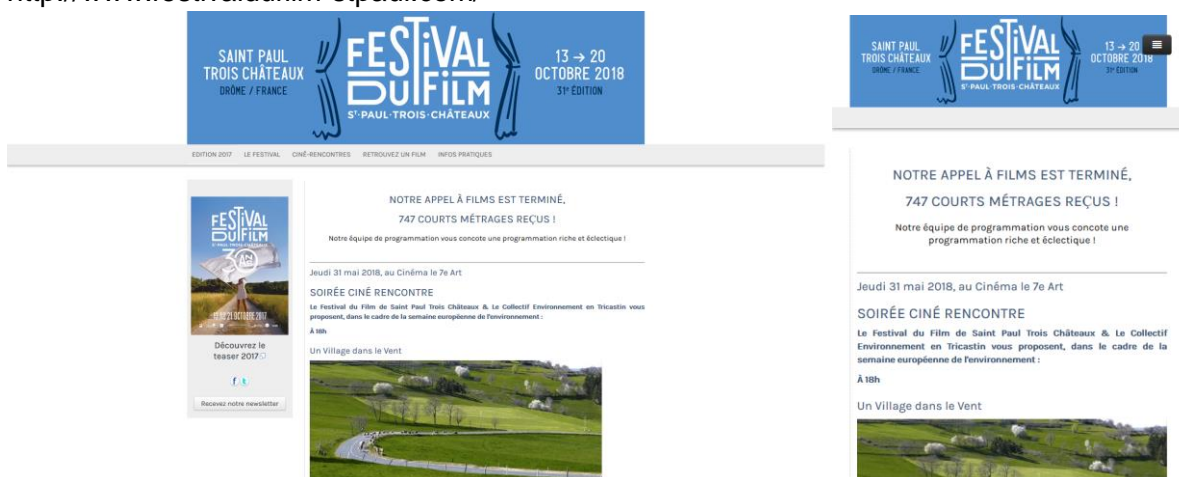 SAINT PAUL
TROIS CHÂTEAUX
DRÔME / FRANCE
FESTiVAL
DU FiLM
ST·PAUL·TROIS·CHÂTEAUX
13 → 20
OCTOBRE 2018
31e ÉDITION
EDITION 2017 LE FESTIVAL CINÉ-RENCONTRES RETROUVEZ UN FILM INFOS PRATIQUES
FESTiVAL
DU FiLM
30 ANS
Découvrez le
teaser 2017
Recevez notre newsletter
NOTRE APPEL À FILMS EST TERMINÉ,
747 COURTS MÉTRAGES REÇUS !
Notre équipe de programmation vous concote une programmation riche et éclectique !
Jeudi 31 mai 2018, au Cinéma le 7e Art
SOIRÉE CINÉ RENCONTRE
Le Festival du Film de Saint Paul Trois Châteaux & Le Collectif Environnement en Tricastin vous
proposent, dans le cadre de la semaine européenne de l'environnement :
À 18h
Un Village dans le Vent
SAINT PAUL
TROIS CHÂTEAUX
DRÔME / FRANCE
FESTiVAL
DU FiLM
ST·PAUL·TROIS·CHÂTEAUX
13 → 20
OCTOBRE 2018
31e ÉDITION
NOTRE APPEL À FILMS EST TERMINÉ,
747 COURTS MÉTRAGES REÇUS !
Notre équipe de programmation vous concote une
programmation riche et éclectique !
Jeudi 31 mai 2018, au Cinéma le 7e Art
SOIRÉE CINÉ RENCONTRE
Le Festival du Film de Saint Paul Trois Châteaux & Le Collectif
Environnement en Tricastin vous proposent, dans le cadre de la
semaine européenne de l'environnement :
À 18h
Un Village dans le Vent